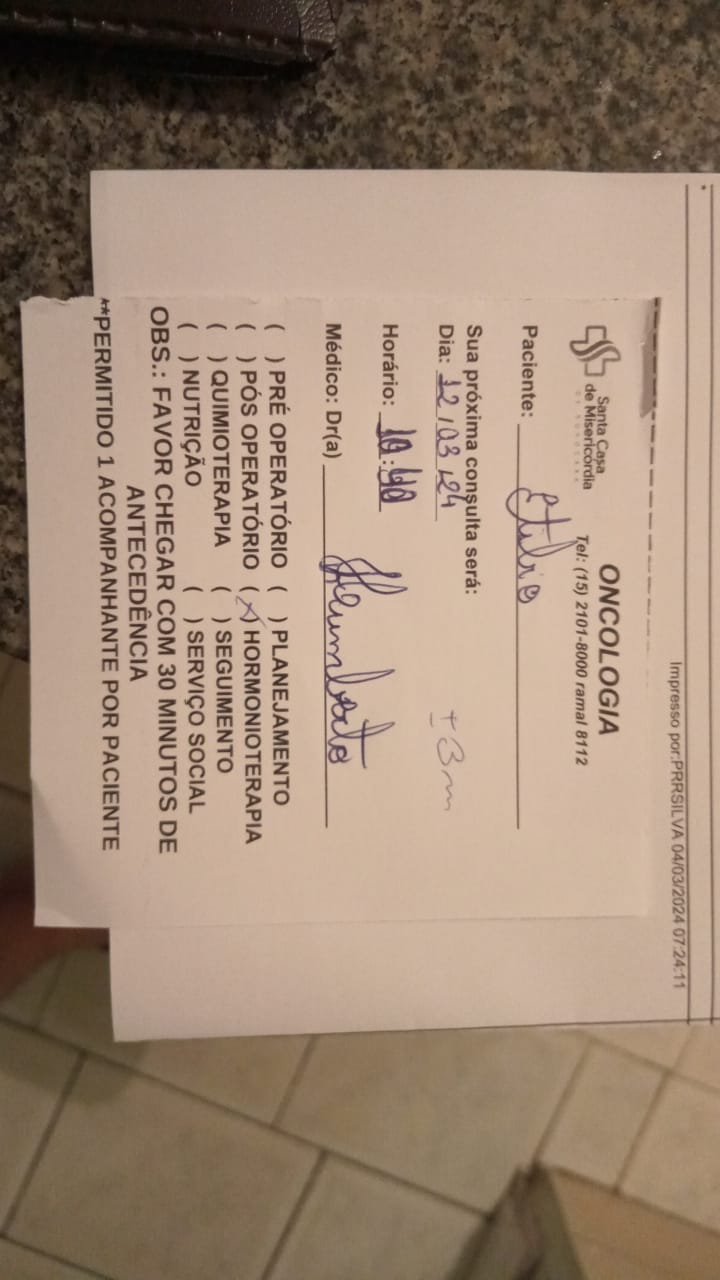 Impresso por:PRRSILVA 04/03/2024 07:24:11
Santa Casa
de Misericórdia
ONCOLOGIA
Tel: (15) 2101-8000 ramal 8112
Paciente:
Sua próxima consulta será:
Dia: 12/03/24
± 3 m
Horário: 10:40
Médico: Dr(a) Humberto
( ) PRÉ OPERATÓRIO ( ) PLANEJAMENTO
( ) PÓS OPERATÓRIO (X) HORMONIOTERAPIA
( ) QUIMIOTERAPIA ( ) SEGUIMENTO
( ) NUTRIÇÃO ( ) SERVIÇO SOCIAL
OBS.: FAVOR CHEGAR COM 30 MINUTOS DE
ANTECEDÊNCIA
**PERMITIDO 1 ACOMPANHANTE POR PACIENTE